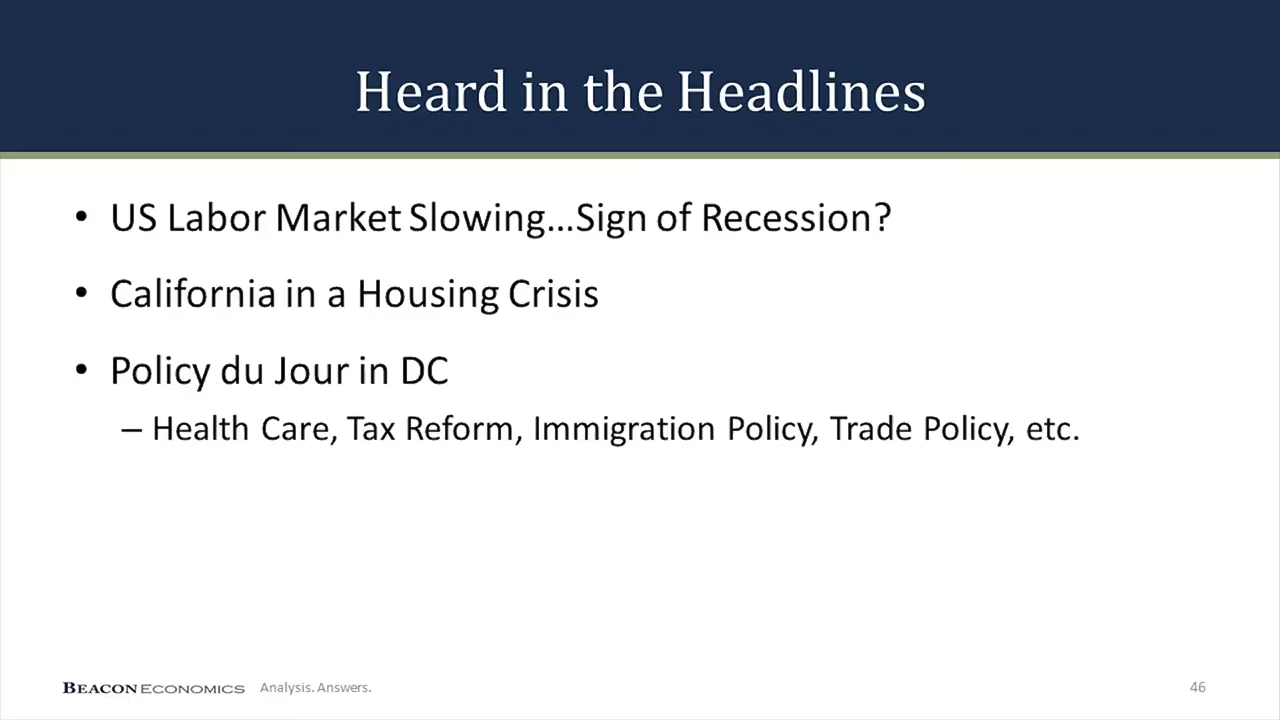 Heard in the Headlines
• US Labor Market Slowing...Sign of Recession?
• California in a Housing Crisis
• Policy du Jour in DC
– Health Care, Tax Reform, Immigration Policy, Trade Policy, etc.
BEACON ECONOMICS Analysis. Answers. 46